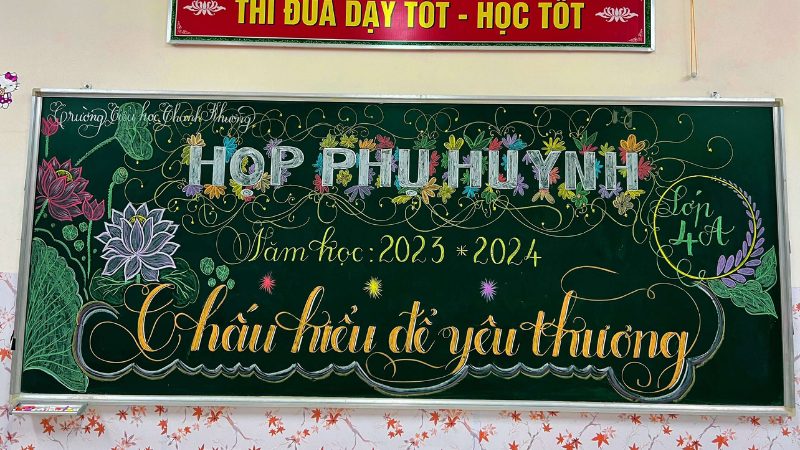 THI ĐUA DẠY TỐT - HỌC TỐT
Trường Tiểu học Thanh Khương
HỌP PHỤ HUYNH
Năm học: 2023 * 2024
Lớp
4A
Thấu hiểu để yêu thương